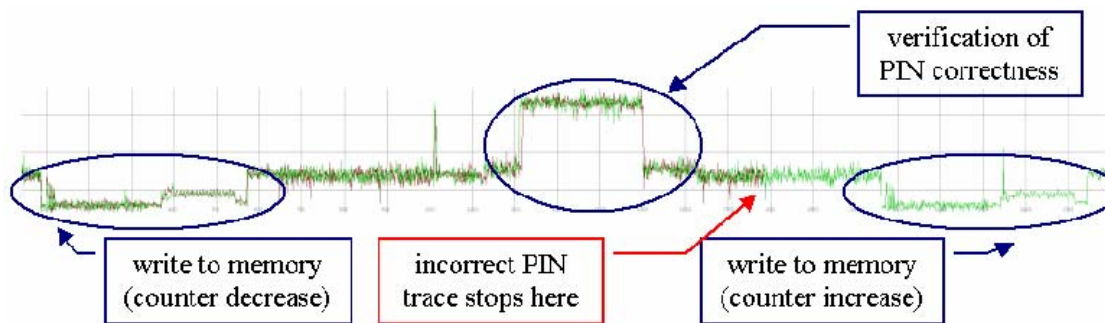 verification of
PIN correctness
write to memory
(counter decrease)
incorrect PIN
trace stops here
write to memory
(counter increase)